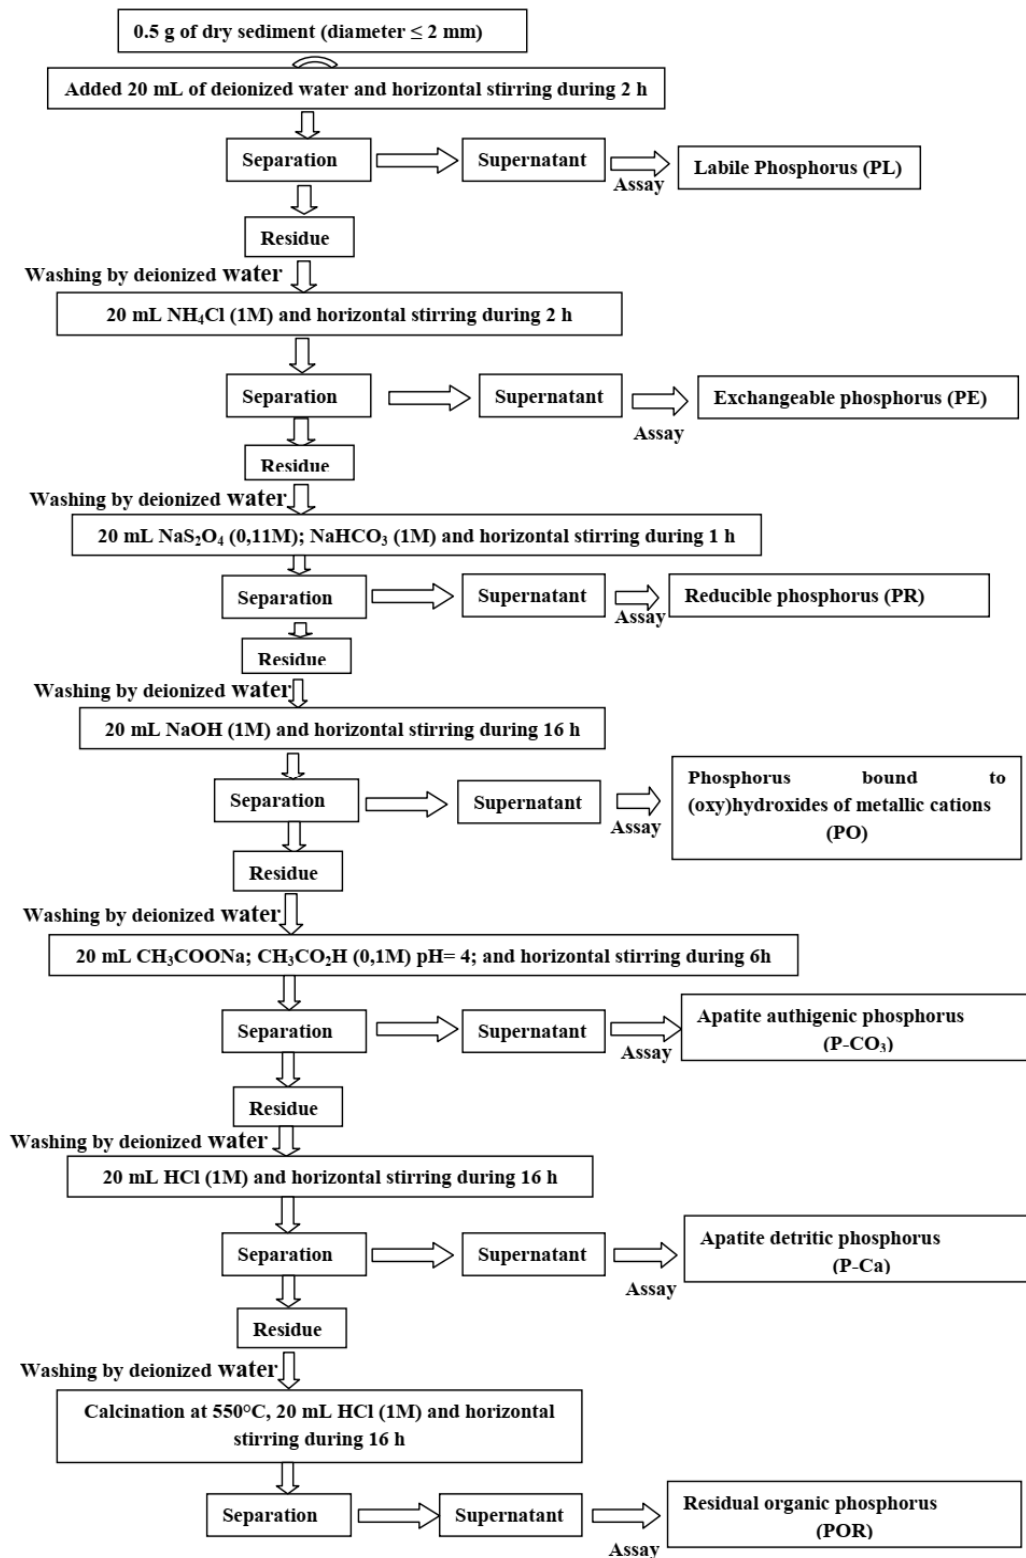 0.5 g of dry sediment (diameter ≤ 2 mm)
Added 20 mL of deionized water and horizontal stirring during 2 h
Separation
Supernatant
Assay
Labile Phosphorus (PL)
Residue
Washing by deionized water
20 mL NH₄Cl (1M) and horizontal stirring during 2 h
Separation
Supernatant
Assay
Exchangeable phosphorus (PE)
Residue
Washing by deionized water
20 mL NaS₂O₄ (0,11M); NaHCO₃ (1M) and horizontal stirring during 1 h
Separation
Supernatant
Assay
Reducible phosphorus (PR)
Residue
Washing by deionized water
20 mL NaOH (1M) and horizontal stirring during 16 h
Separation
Supernatant
Assay
Phosphorus bound to
(oxy)hydroxides of metallic cations
(PO)
Residue
Washing by deionized water
20 mL CH₃COONa; CH₃CO₂H (0,1M) pH= 4; and horizontal stirring during 6h
Separation
Supernatant
Assay
Apatite authigenic phosphorus
(P-CO₃)
Residue
Washing by deionized water
20 mL HCl (1M) and horizontal stirring during 16 h
Separation
Supernatant
Assay
Apatite detritic phosphorus
(P-Ca)
Residue
Washing by deionized water
Calcination at 550°C, 20 mL HCl (1M) and horizontal
stirring during 16 h
Separation
Supernatant
Assay
Residual organic phosphorus
(POR)